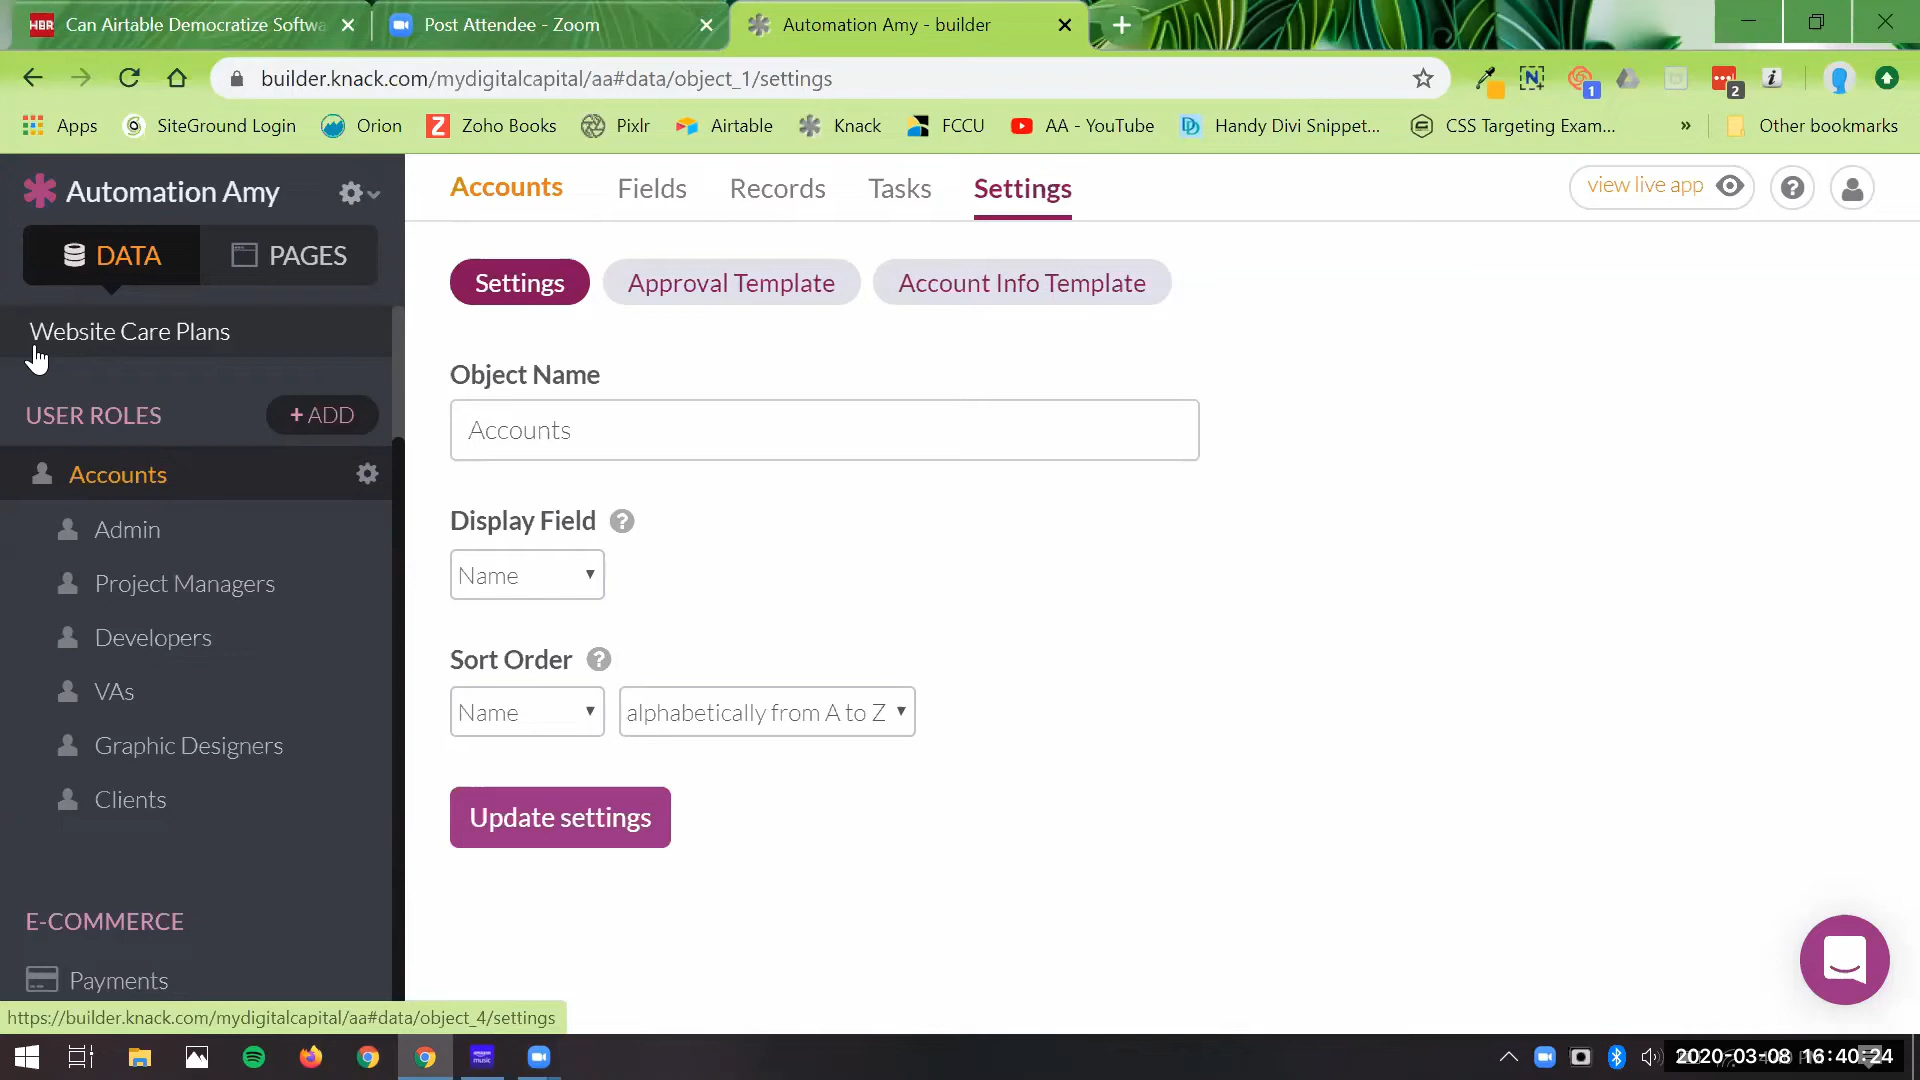 HBR Can Airtable Democratize Softwa
Post Attendee - Zoom
Automation Amy - builder
builder.knack.com/mydigitalcapital/aa#data/object_1/settings
1
2
Apps
SiteGround Login
Orion
Zoho Books
Pixlr
Airtable
Knack
FCCU
AA - YouTube
Handy Divi Snippet...
CSS Targeting Exam...
»
Other bookmarks
Automation Amy
DATA
PAGES
Website Care Plans
USER ROLES
+ ADD
Accounts
Admin
Project Managers
Developers
VAs
Graphic Designers
Clients
E-COMMERCE
Payments
https://builder.knack.com/mydigitalcapital/aa#data/object_4/settings
Accounts
Fields
Records
Tasks
Settings
view live app
Settings
Approval Template
Account Info Template
Object Name
Accounts
Display Field
Name
Sort Order
Name
alphabetically from A to Z
Update settings
2020-03-08 16:40:24